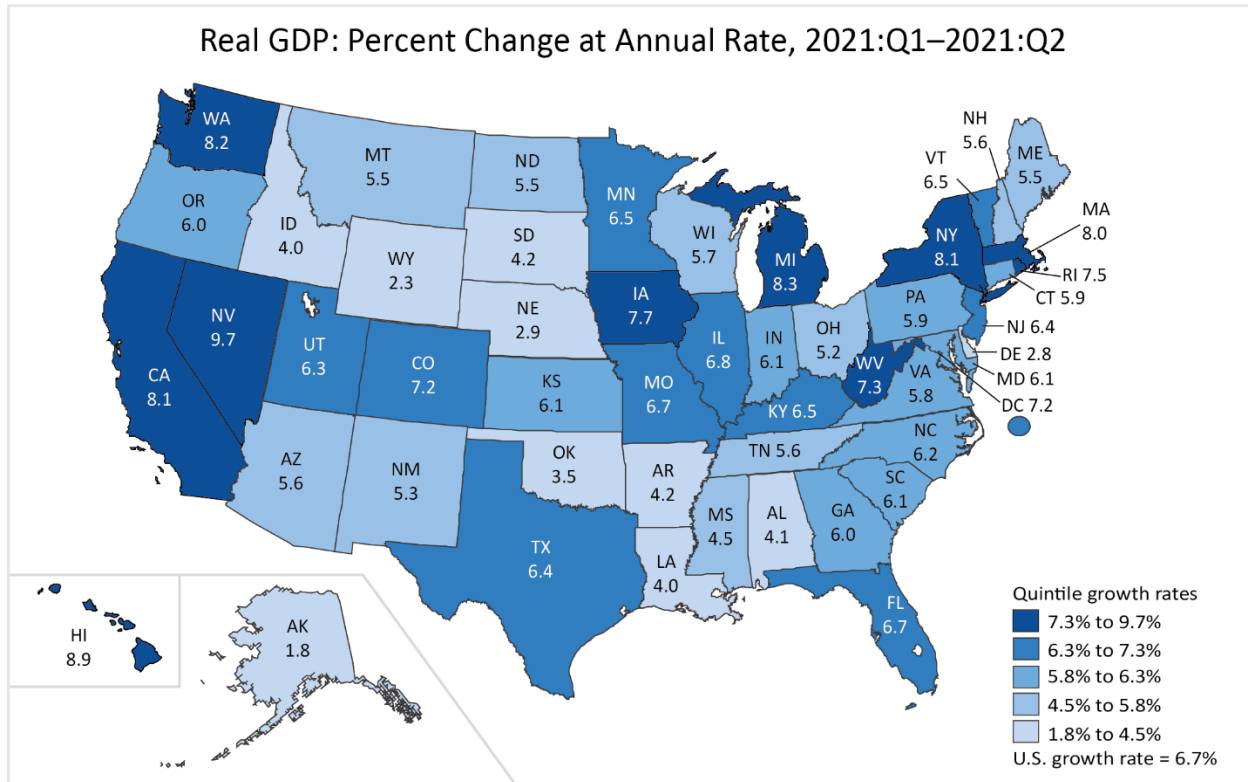 Real GDP: Percent Change at Annual Rate, 2021:Q1–2021:Q2
WA
8.2
MT
5.5
ND
5.5
MN
6.5
OR
6.0
ID
4.0
WY
2.3
SD
4.2
WI
5.7
MI
8.3
NH
5.6
VT
6.5
ME
5.5
NY
8.1
MA
8.0
RI 7.5
CT 5.9
PA
5.9
NJ 6.4
DE 2.8
MD 6.1
DC 7.2
CA
8.1
NV
9.7
UT
6.3
CO
7.2
NE
2.9
IA
7.7
IL
6.8
IN
6.1
OH
5.2
WV
7.3
VA
5.8
KS
6.1
MO
6.7
KY 6.5
NC
6.2
TN 5.6
SC
6.1
AZ
5.6
NM
5.3
OK
3.5
AR
4.2
MS
4.5
AL
4.1
GA
6.0
TX
6.4
LA
4.0
FL
6.7
HI
8.9
AK
1.8
Quintile growth rates
7.3% to 9.7%
6.3% to 7.3%
5.8% to 6.3%
4.5% to 5.8%
1.8% to 4.5%
U.S. growth rate = 6.7%